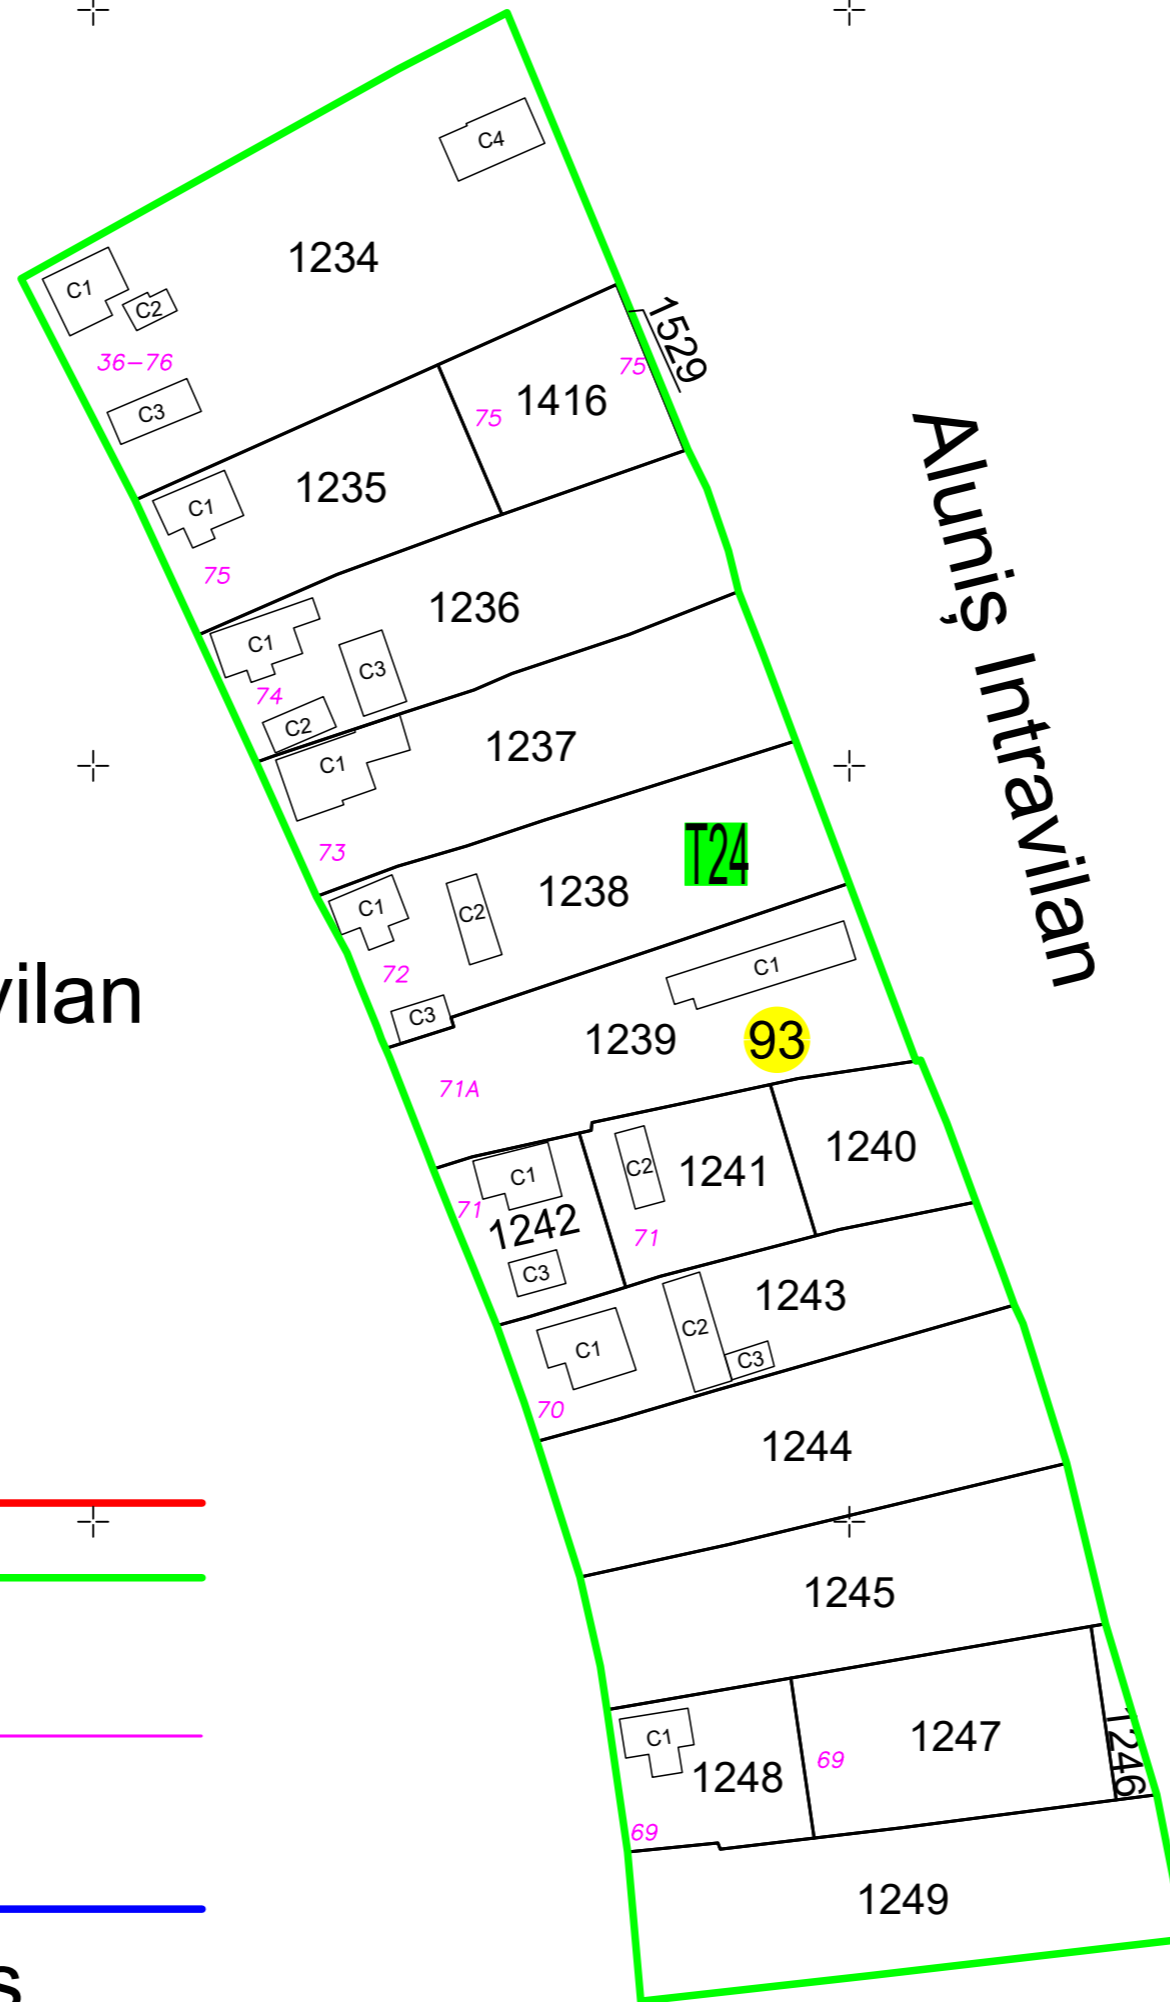 C4
1234
C1
C2
36-76
C3
1529
75
1416
75
1235
C1
75
Aluniș Intravilan
1236
C1
C3
74
C2
1237
C1
73
T24
1238
C1
C2
72
C3
C1
vilan
1239
93
71A
1240
1241
C2
C1
71
1242
71
C3
1243
C2
C1
C3
70
1244
1245
1247
1246
C1
69
1248
69
1249
s